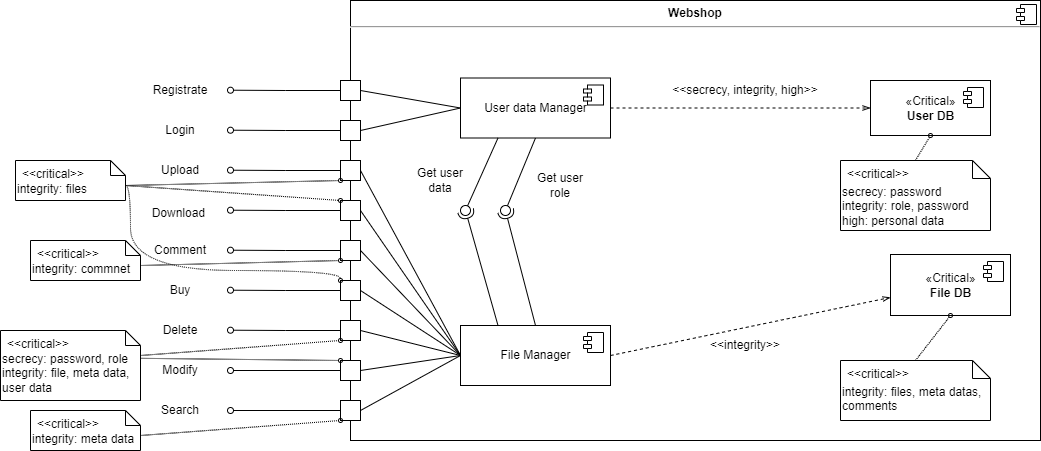 Webshop
Registrate
Login
Upload
Download
Comment
Buy
Delete
Modify
Search
<<critical>>
integrity: files
<<critical>>
integrity: commnet
<<critical>>
secrecy: password, role
integrity: file, meta data,
user data
<<critical>>
integrity: meta data
User data Manager
Get user
data
Get user
role
File Manager
<<secrecy, integrity, high>>
<<integrity>>
«Critical»
User DB
<<critical>>
secrecy: password
integrity: role, password
high: personal data
«Critical»
File DB
<<critical>>
integrity: files, meta datas,
comments